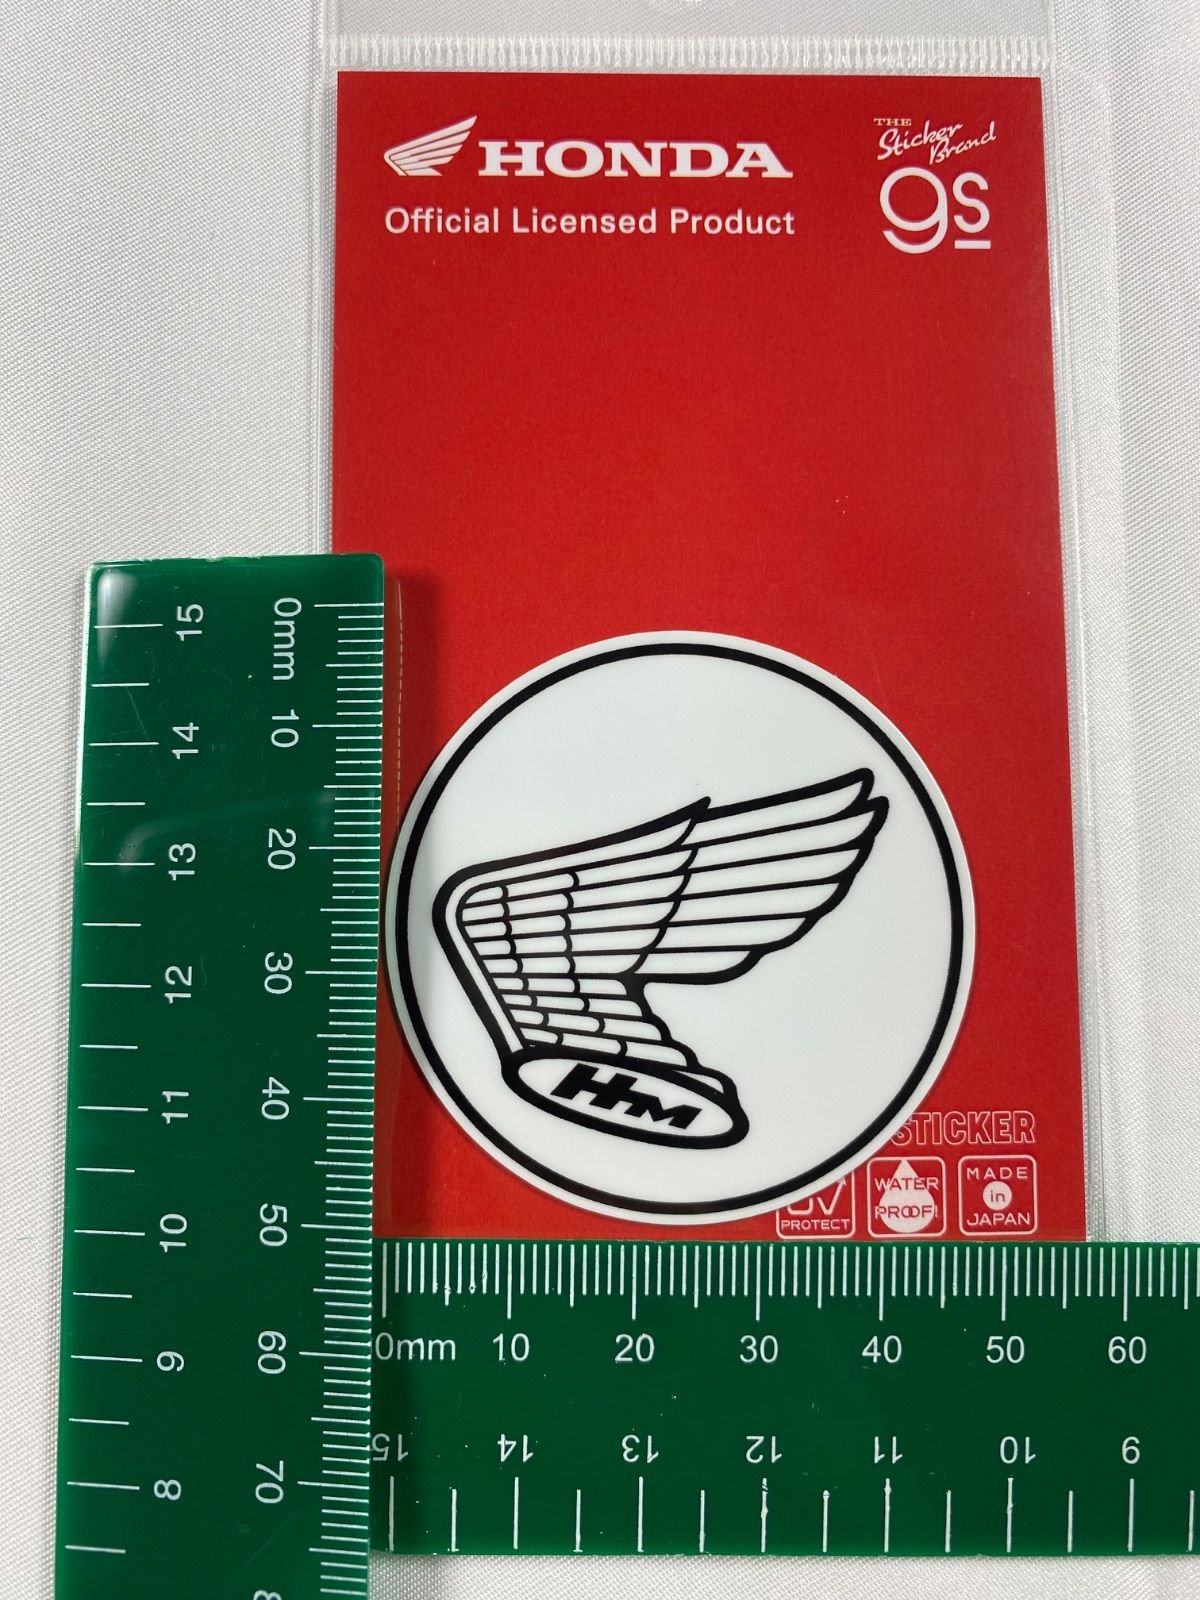 HONDA
Official Licensed Product
THE
Sticker
Brand
gs
HM
STICKER
UV
PROTECT
WATER
PROOF
MADE
in
JAPAN
15
14
13
12
11
10
9
8
0mm
10
20
30
40
50
60
70
0mm 10 20 30 40 50 60
15 14 13 12 11 10 9